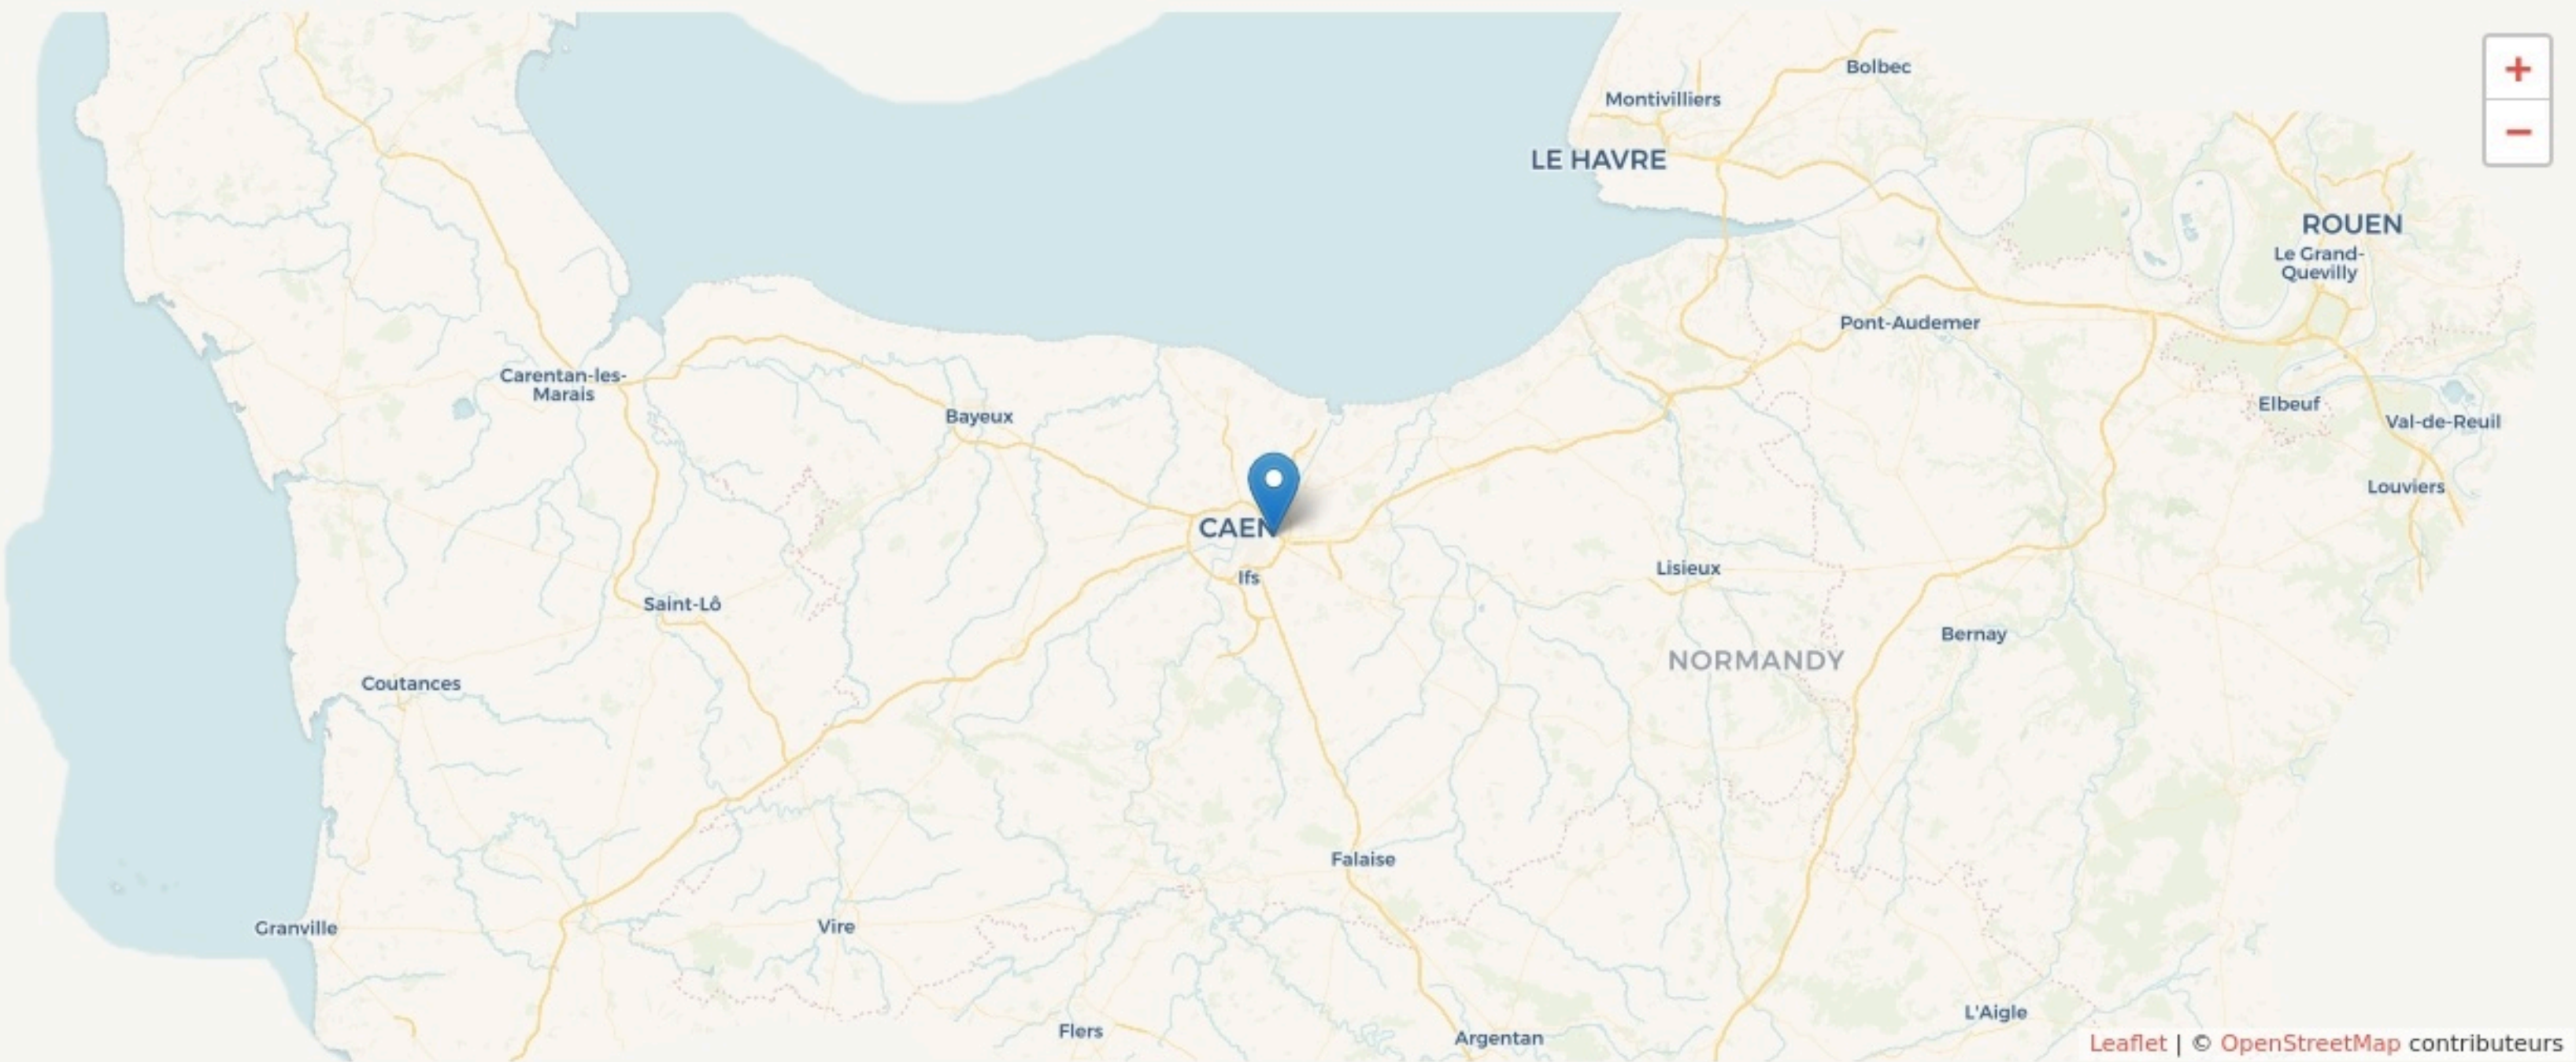 Bolbec
+
Montivilliers
−
LE HAVRE
ROUEN
Le Grand-
Quevilly
Pont-Audemer
Carentan-les-
Marais
Elbeuf
Bayeux
Val-de-Reuil
Louviers
CAEN
Lisieux
Ifs
Saint-Lô
Bernay
NORMANDY
Coutances
Falaise
Vire
Granville
L'Aigle
Flers
Argentan
Leaflet | © OpenStreetMap contributeurs